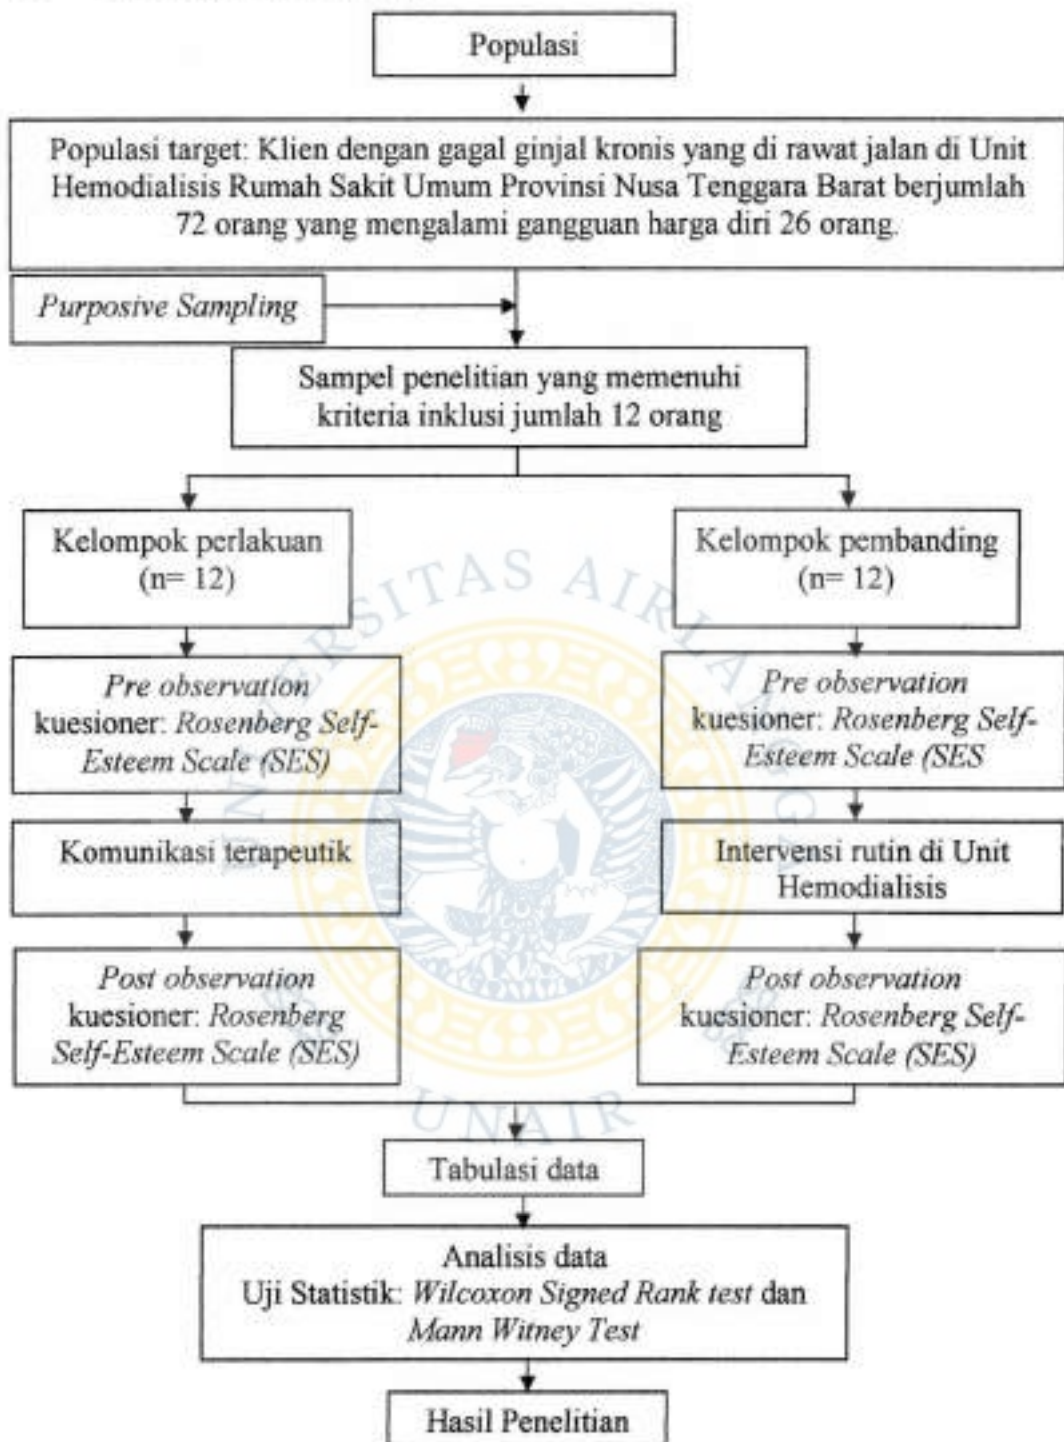 Populasi
Populasi target: Klien dengan gagal ginjal kronis yang di rawat jalan di Unit
Hemodialisis Rumah Sakit Umum Provinsi Nusa Tenggara Barat berjumlah
72 orang yang mengalami gangguan harga diri 26 orang.
Purposive Sampling
Sampel penelitian yang memenuhi
kriteria inklusi jumlah 12 orang
Kelompok perlakuan
(n= 12)
Kelompok pembanding
(n= 12)
Pre observation
kuesioner: Rosenberg Self-
Esteem Scale (SES)
Pre observation
kuesioner: Rosenberg Self-
Esteem Scale (SES
Komunikasi terapeutik
Intervensi rutin di Unit
Hemodialisis
Post observation
kuesioner: Rosenberg
Self-Esteem Scale (SES)
Post observation
kuesioner: Rosenberg Self-
Esteem Scale (SES)
Tabulasi data
Analisis data
Uji Statistik: Wilcoxon Signed Rank test dan
Mann Witney Test
Hasil Penelitian
UNIVERSITAS AIRLANGGA
UNAIR